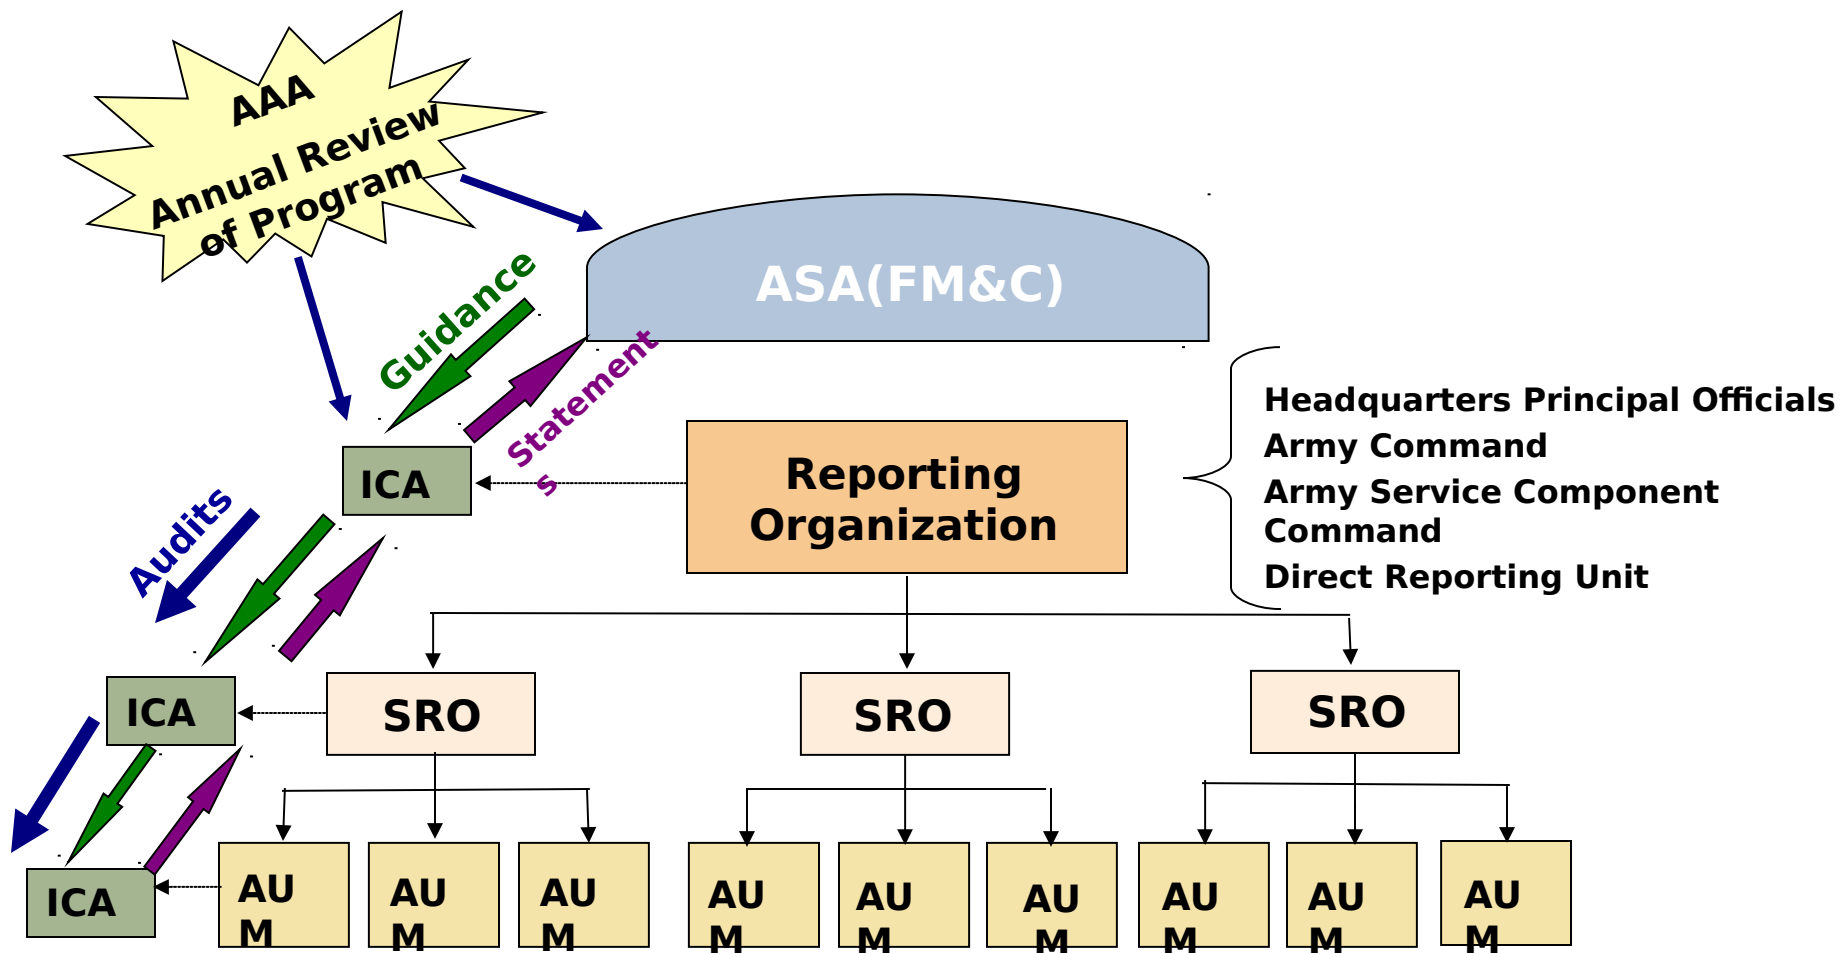 AAA
Annual Review
of Program
ASA(FM&C)
Guidance
Statement
s
Headquarters Principal Officials
Army Command
Army Service Component
Command
Direct Reporting Unit
Reporting
Organization
ICA
Audits
ICA
SRO
SRO
SRO
ICA
AU
M
AU
M
AU
M
AU
M
AU
M
AU
M
AU
M
AU
M
AU
M